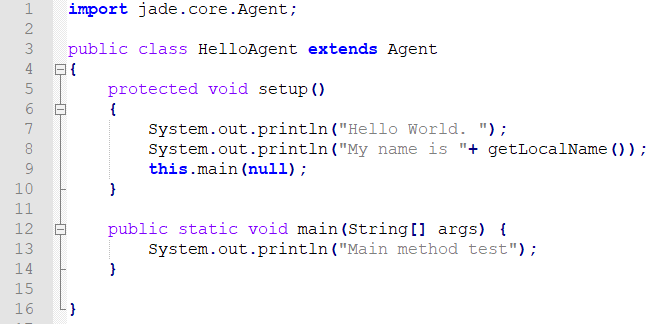 1 import jade.core.Agent;
2
3 public class HelloAgent extends Agent
4 {
5 protected void setup()
6 {
7 System.out.println("Hello World. ");
8 System.out.println("My name is "+ getLocalName());
9 this.main(null);
10 }
11
12 public static void main(String[] args) {
13 System.out.println("Main method test");
14 }
15
16 }